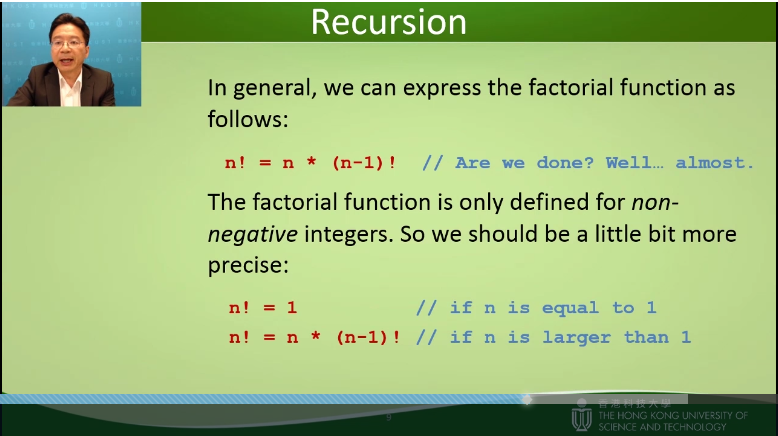 Recursion
In general, we can express the factorial function as
follows:
n! = n * (n-1)! // Are we done? Well… almost.
The factorial function is only defined for non-
negative integers. So we should be a little bit more
precise:
n! = 1 // if n is equal to 1
n! = n * (n-1)! // if n is larger than 1
9
香港科技大學
THE HONG KONG UNIVERSITY OF
SCIENCE AND TECHNOLOGY